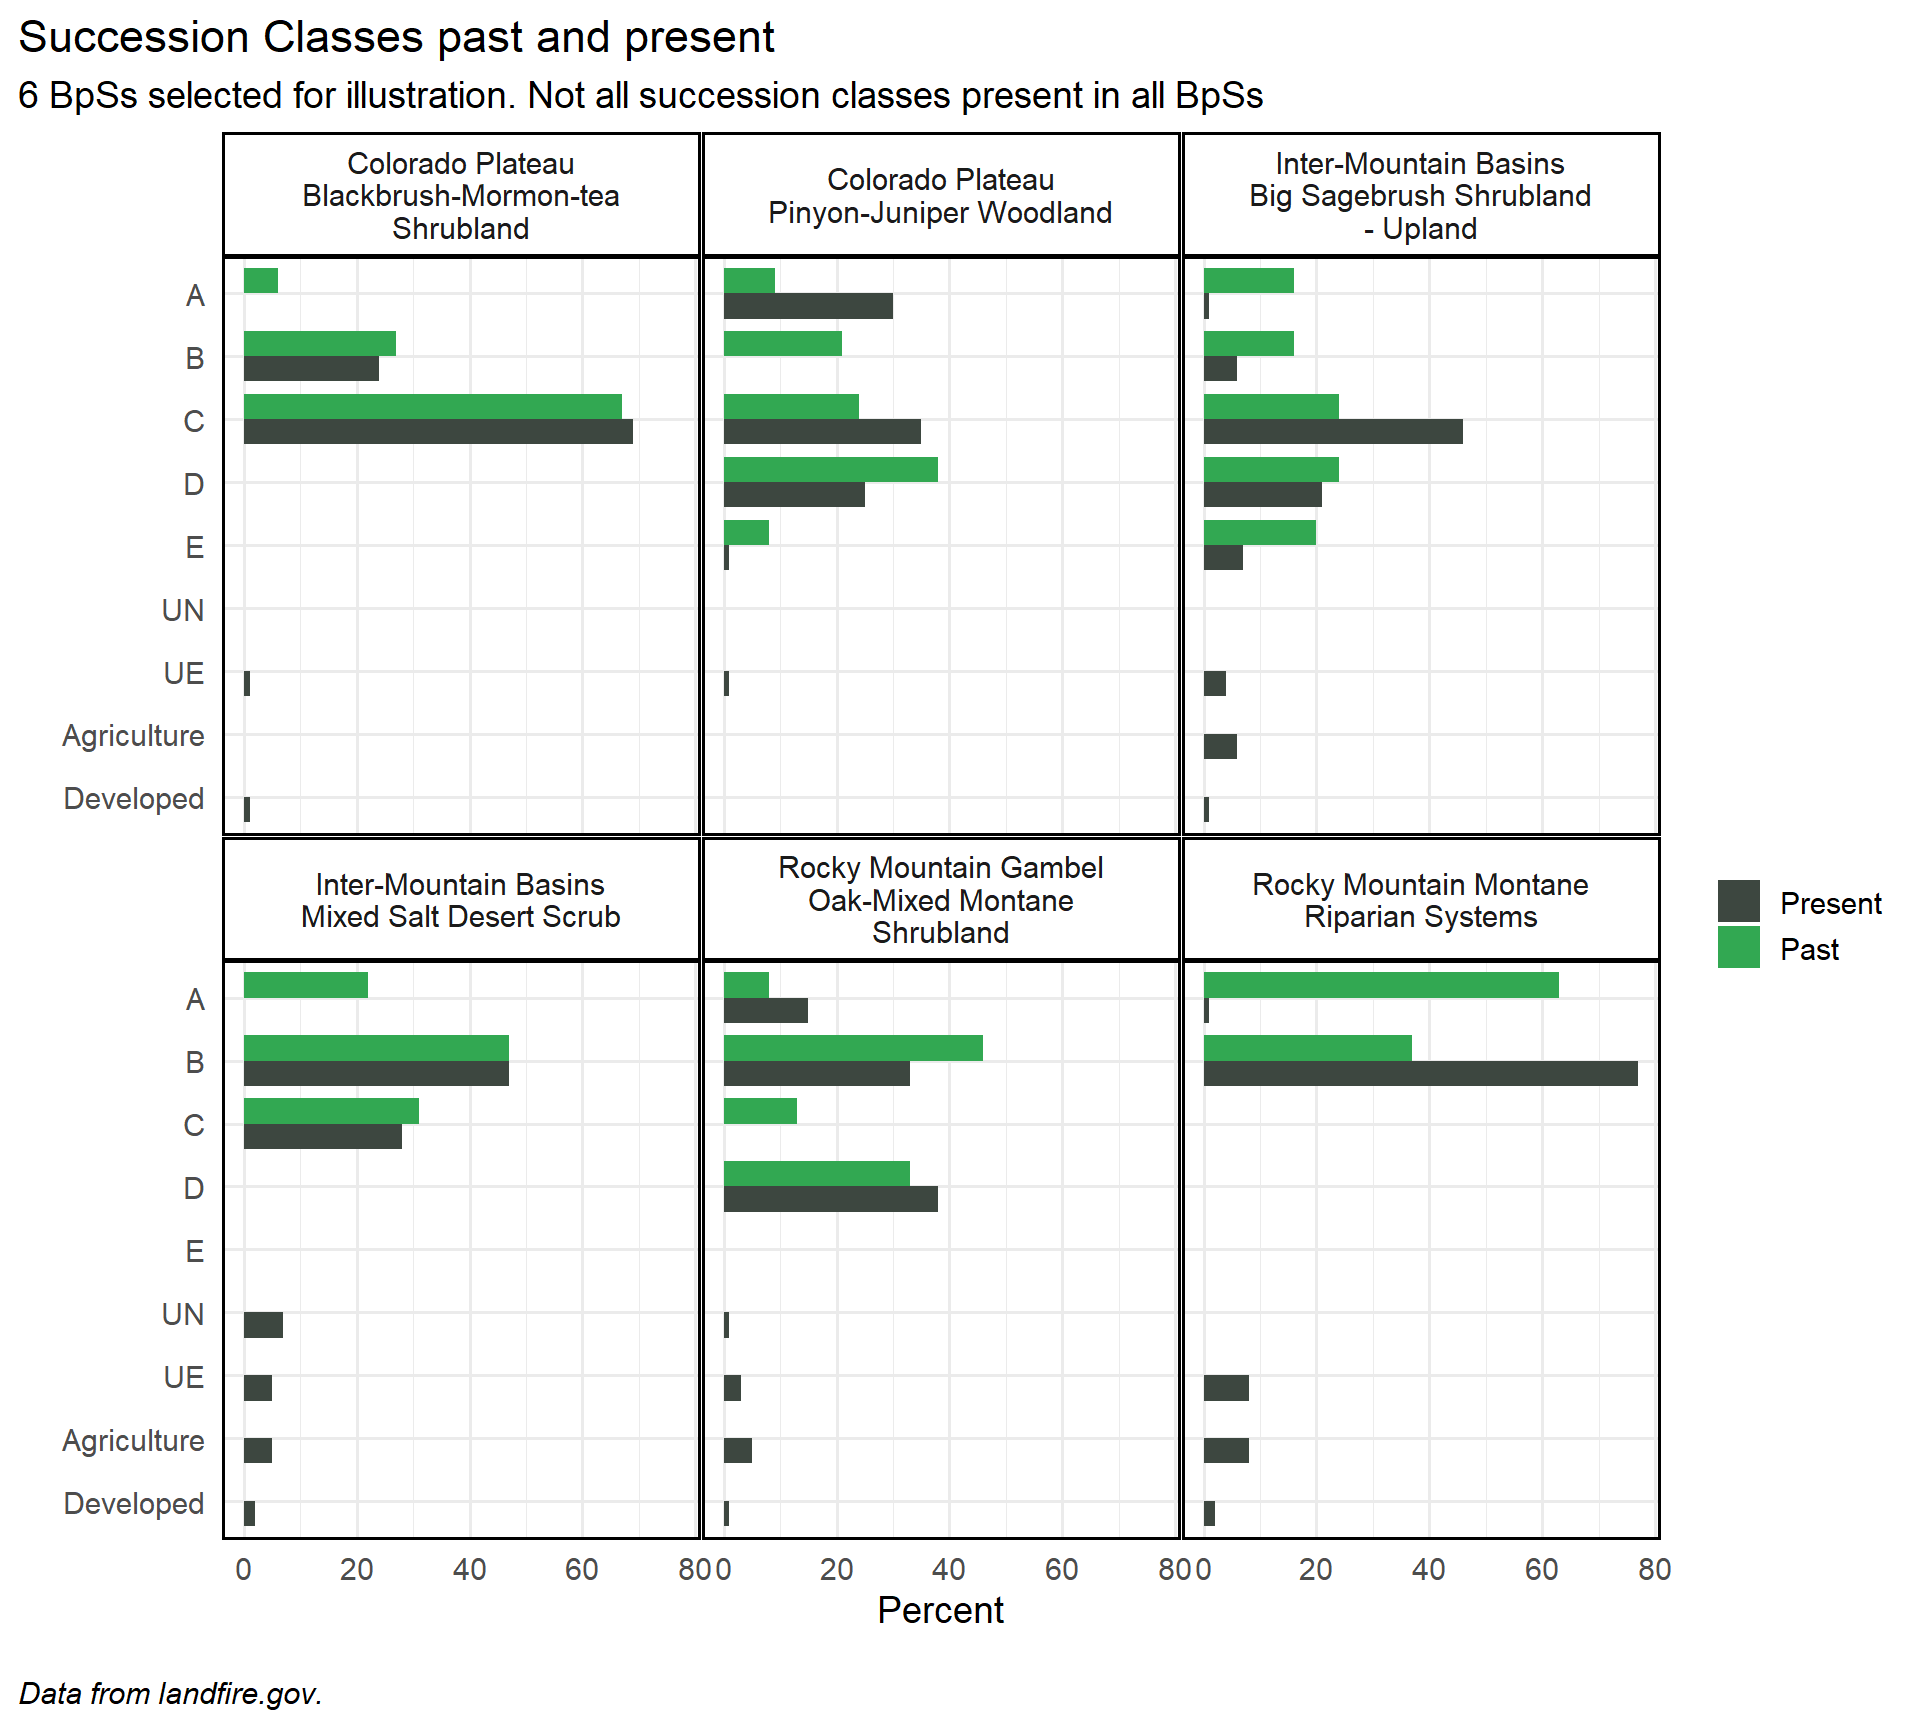 Succession Classes past and present
6 BpSs selected for illustration. Not all succession classes present in all BpSs
Colorado Plateau
Blackbrush-Mormon-tea
Shrubland
Colorado Plateau
Pinyon-Juniper Woodland
Inter-Mountain Basins
Big Sagebrush Shrubland
- Upland
A
B
C
D
E
UN
UE
Agriculture
Developed
Inter-Mountain Basins
Mixed Salt Desert Scrub
Rocky Mountain Gambel
Oak-Mixed Montane
Shrubland
Rocky Mountain Montane
Riparian Systems
A
B
C
D
E
UN
UE
Agriculture
Developed
0 20 40 60 80 0 20 40 60 80 0 20 40 60 80
Percent
Present
Past
Data from landfire.gov.